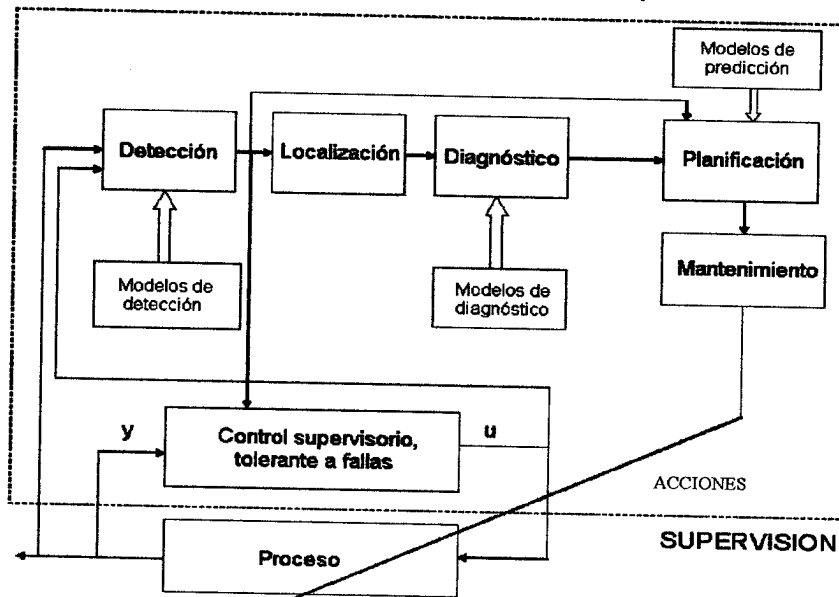 Modelos de
predicción
Detección
Localización
Diagnóstico
Planificación
Modelos de
detección
Modelos de
diagnóstico
Mantenimiento
y
Control supervisorio,
tolerante a fallas
u
ACCIONES
Proceso
SUPERVISION